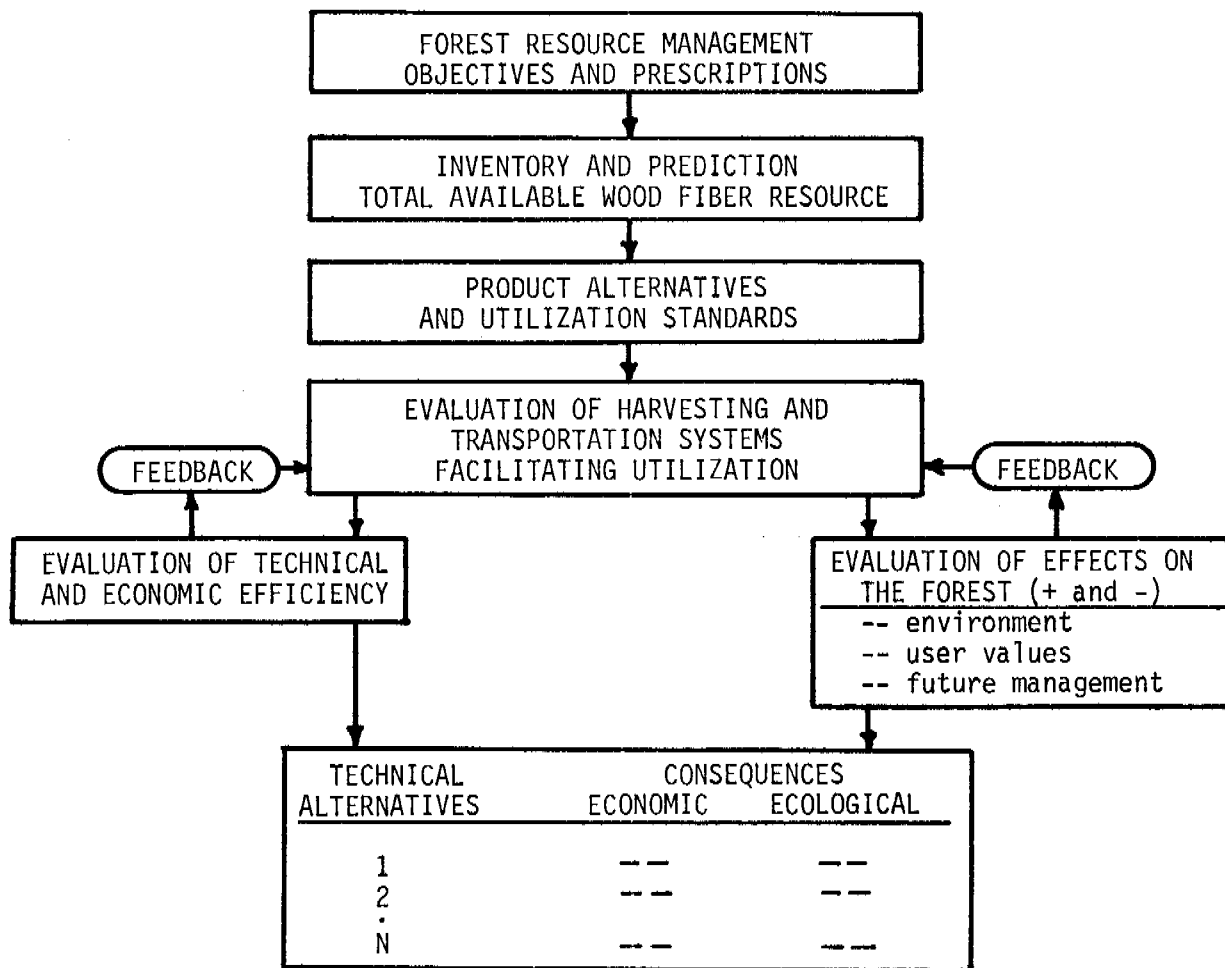 FOREST RESOURCE MANAGEMENT
OBJECTIVES AND PRESCRIPTIONS
INVENTORY AND PREDICTION
TOTAL AVAILABLE WOOD FIBER RESOURCE
PRODUCT ALTERNATIVES
AND UTILIZATION STANDARDS
EVALUATION OF HARVESTING AND
TRANSPORTATION SYSTEMS
FACILITATING UTILIZATION
FEEDBACK
FEEDBACK
EVALUATION OF TECHNICAL
AND ECONOMIC EFFICIENCY
EVALUATION OF EFFECTS ON
THE FOREST (+ and -)
-- environment
-- user values
-- future management
TECHNICAL CONSEQUENCES
ALTERNATIVES ECONOMIC ECOLOGICAL
1 -- --
2 -- --
.
N -- --